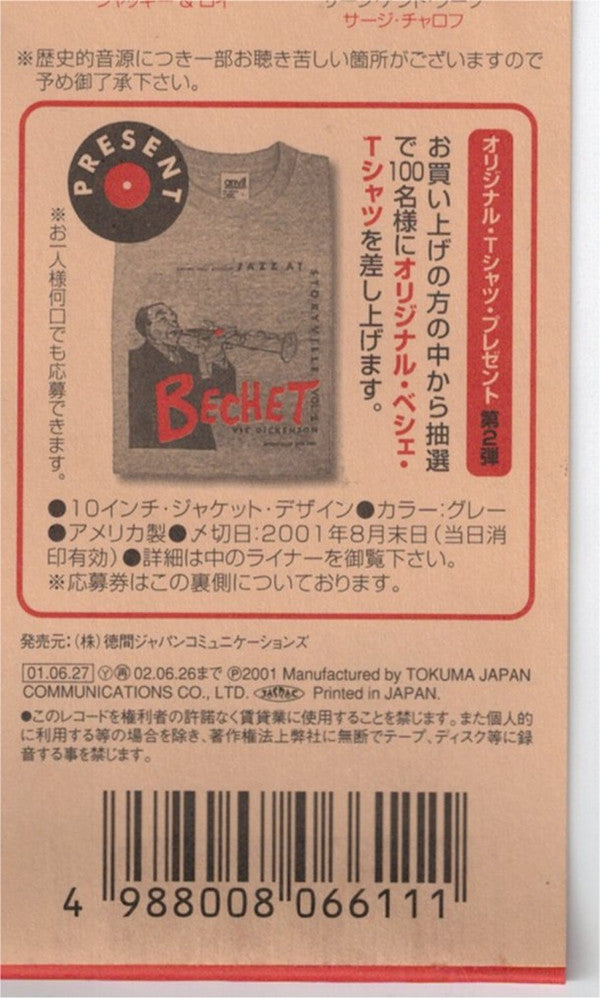 ジャッキー & ロイ
サージ・チャロフ
※歴史的音源につき一部お聴き苦しい箇所がございますので
予め御了承下さい。
PRESENT
オリジナル・Tシャツ・プレゼント 第2弾
お買い上げの方の中から抽選
で100名様にオリジナル・ベシェ・
Tシャツを差し上げます。
※お一人様何口でも応募できます。
anvil
JAZZ AT
STORYVILLE VOL.2
BECHET
VIC DICKENSON
●10インチ・ジャケット・デザイン●カラー:グレー
●アメリカ製●〆切日:2001年8月末日(当日消
印有効)●詳細は中のライナーを御覧下さい。
※応募券はこの裏側についております。
発売元:(株)徳間ジャパンコミュニケーションズ
01.06.27 Ⓨ㊞ 02.06.26まで ℗2001 Manufactured by TOKUMA JAPAN
COMMUNICATIONS CO., LTD. JASRAC Printed in JAPAN.
●このレコードを権利者の許諾なく賃貸業に使用することを禁じます。また個人的
に利用する等の場合を除き、著作権法上弊社に無断でテープ、ディスク等に録
音する事を禁じます。
4 988008 066111